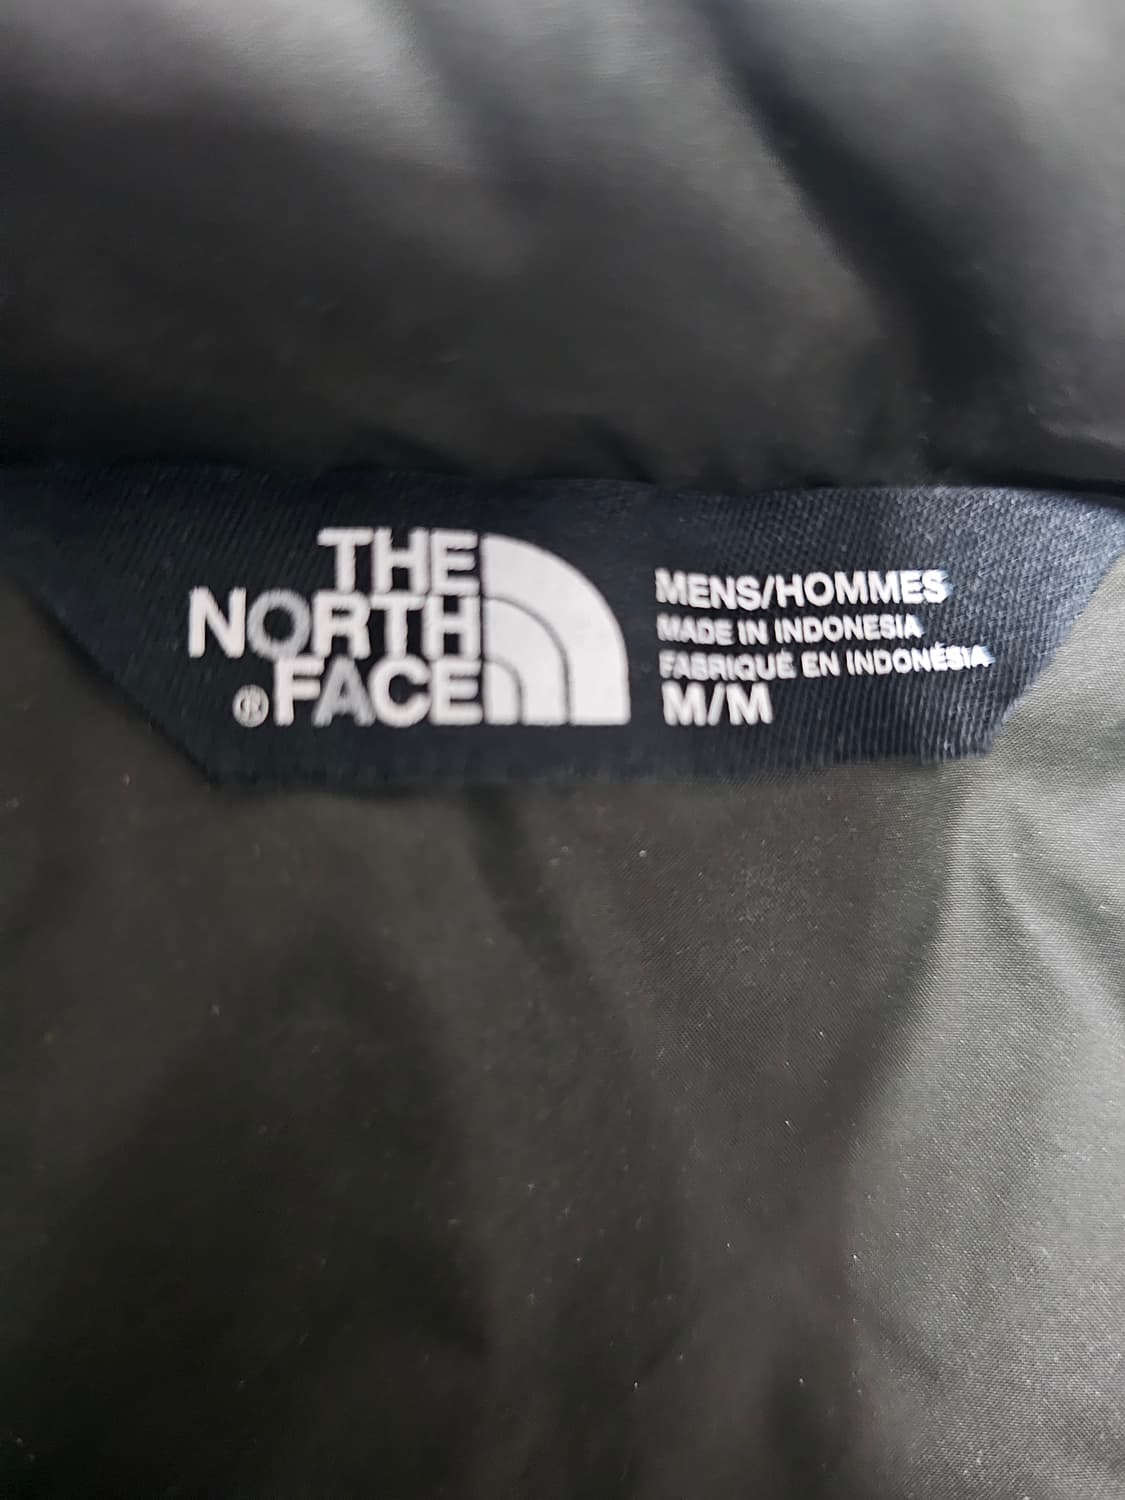 THE
NORTH
®FACE
MENS/HOMMES
MADE IN INDONESIA
FABRIQUÉ EN INDONÉSIA
M/M